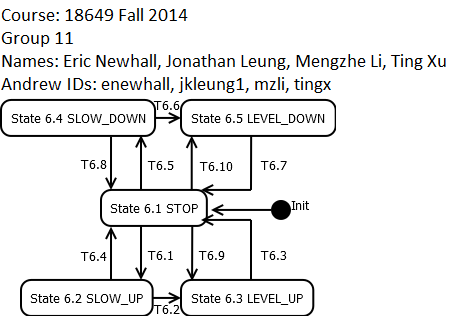 Course: 18649 Fall 2014
Group 11
Names: Eric Newhall, Jonathan Leung, Mengzhe Li, Ting Xu
Andrew IDs: enewhall, jkleung1, mzli, tingx
T6.6
State 6.4 SLOW_DOWN
State 6.5 LEVEL_DOWN
T6.8
T6.5
T6.10
T6.7
State 6.1 STOP
Init
T6.4
T6.1
T6.9
T6.3
State 6.2 SLOW_UP
State 6.3 LEVEL_UP
T6.2